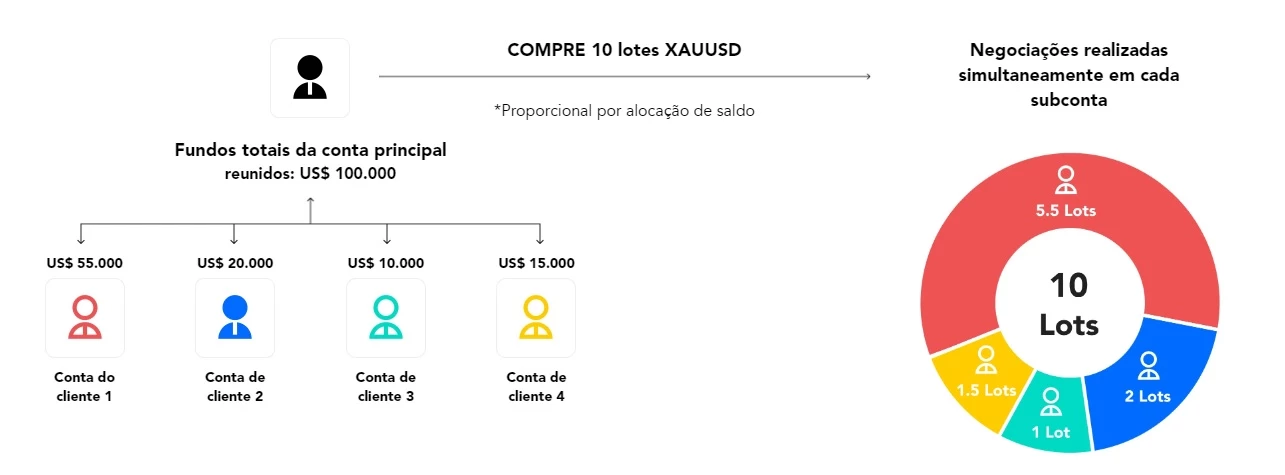 COMPRE 10 lotes XAUUSD
*Proporcional por alocação de saldo
Fundos totais da conta principal
reunidos: US$ 100.000
US$ 55.000
US$ 20.000
US$ 10.000
US$ 15.000
Conta do
cliente 1
Conta de
cliente 2
Conta de
cliente 3
Conta de
cliente 4
Negociações realizadas
simultaneamente em cada
subconta
5.5 Lots
10
Lots
1.5 Lots
2 Lots
1 Lot